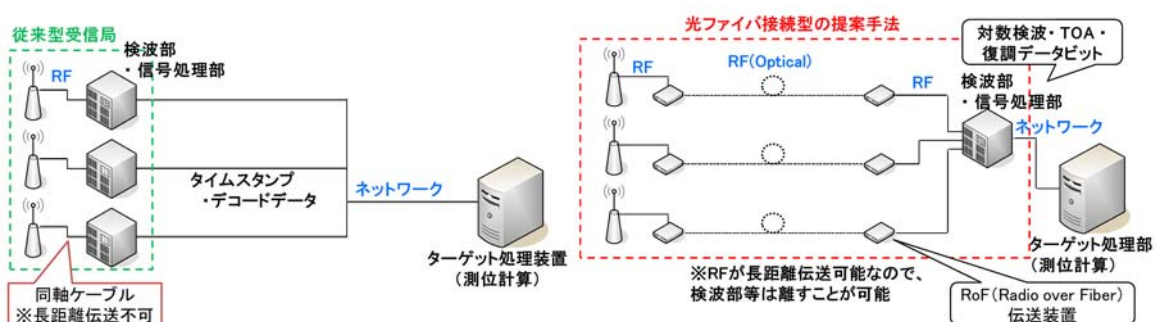 従来型受信局
RF
検波部
・信号処理部
タイムスタンプ
・デコードデータ
ネットワーク
ターゲット処理装置
(測位計算)
同軸ケーブル
※長距離伝送不可
光ファイバ接続型の提案手法
RF
RF(Optical)
RF
対数検波・TOA・
復調データビット
検波部
・信号処理部
ネットワーク
ターゲット処理部
(測位計算)
※RFが長距離伝送可能なので、
検波部等は離すことが可能
RoF(Radio over Fiber)
伝送装置